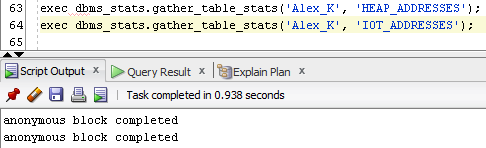 63 exec dbms_stats.gather_table_stats('Alex_K', 'HEAP_ADDRESSES');
64 exec dbms_stats.gather_table_stats('Alex_K', 'IOT_ADDRESSES');
65
Script Output x Query Result x Explain Plan x
Task completed in 0.938 seconds
anonymous block completed
anonymous block completed